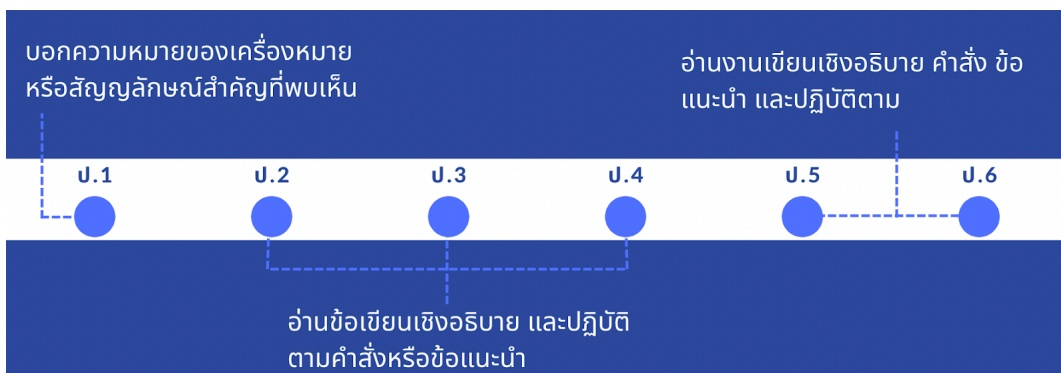 บอกความหมายของเครื่องหมาย
หรือสัญญลักษณ์สำคัญที่พบเห็น
อ่านงานเขียนเชิงอธิบาย คำสั่ง ข้อ
แนะนำ และปฏิบัติตาม
ป.1 ป.2 ป.3 ป.4 ป.5 ป.6
อ่านข้อเขียนเชิงอธิบาย และปฏิบัติ
ตามคำสั่งหรือข้อแนะนำ